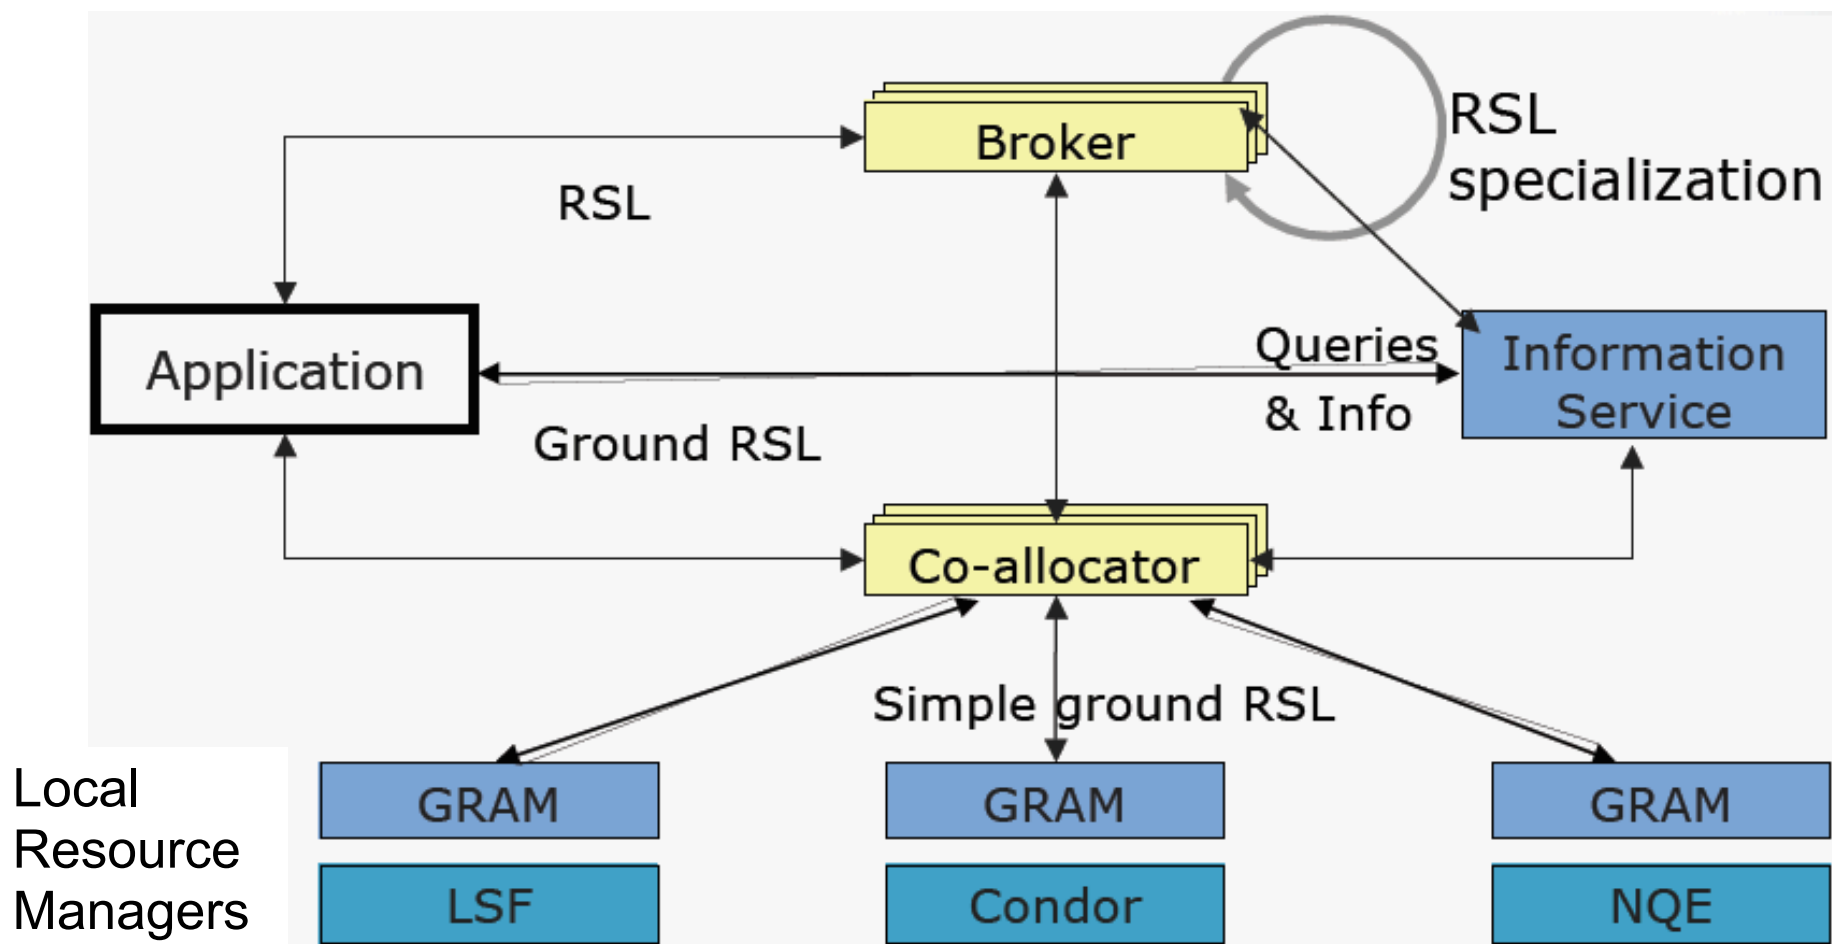 Broker
RSL
specialization
RSL
Application
Queries
& Info
Information
Service
Ground RSL
Co-allocator
Simple ground RSL
Local
Resource
Managers
GRAM
GRAM
GRAM
LSF
Condor
NQE